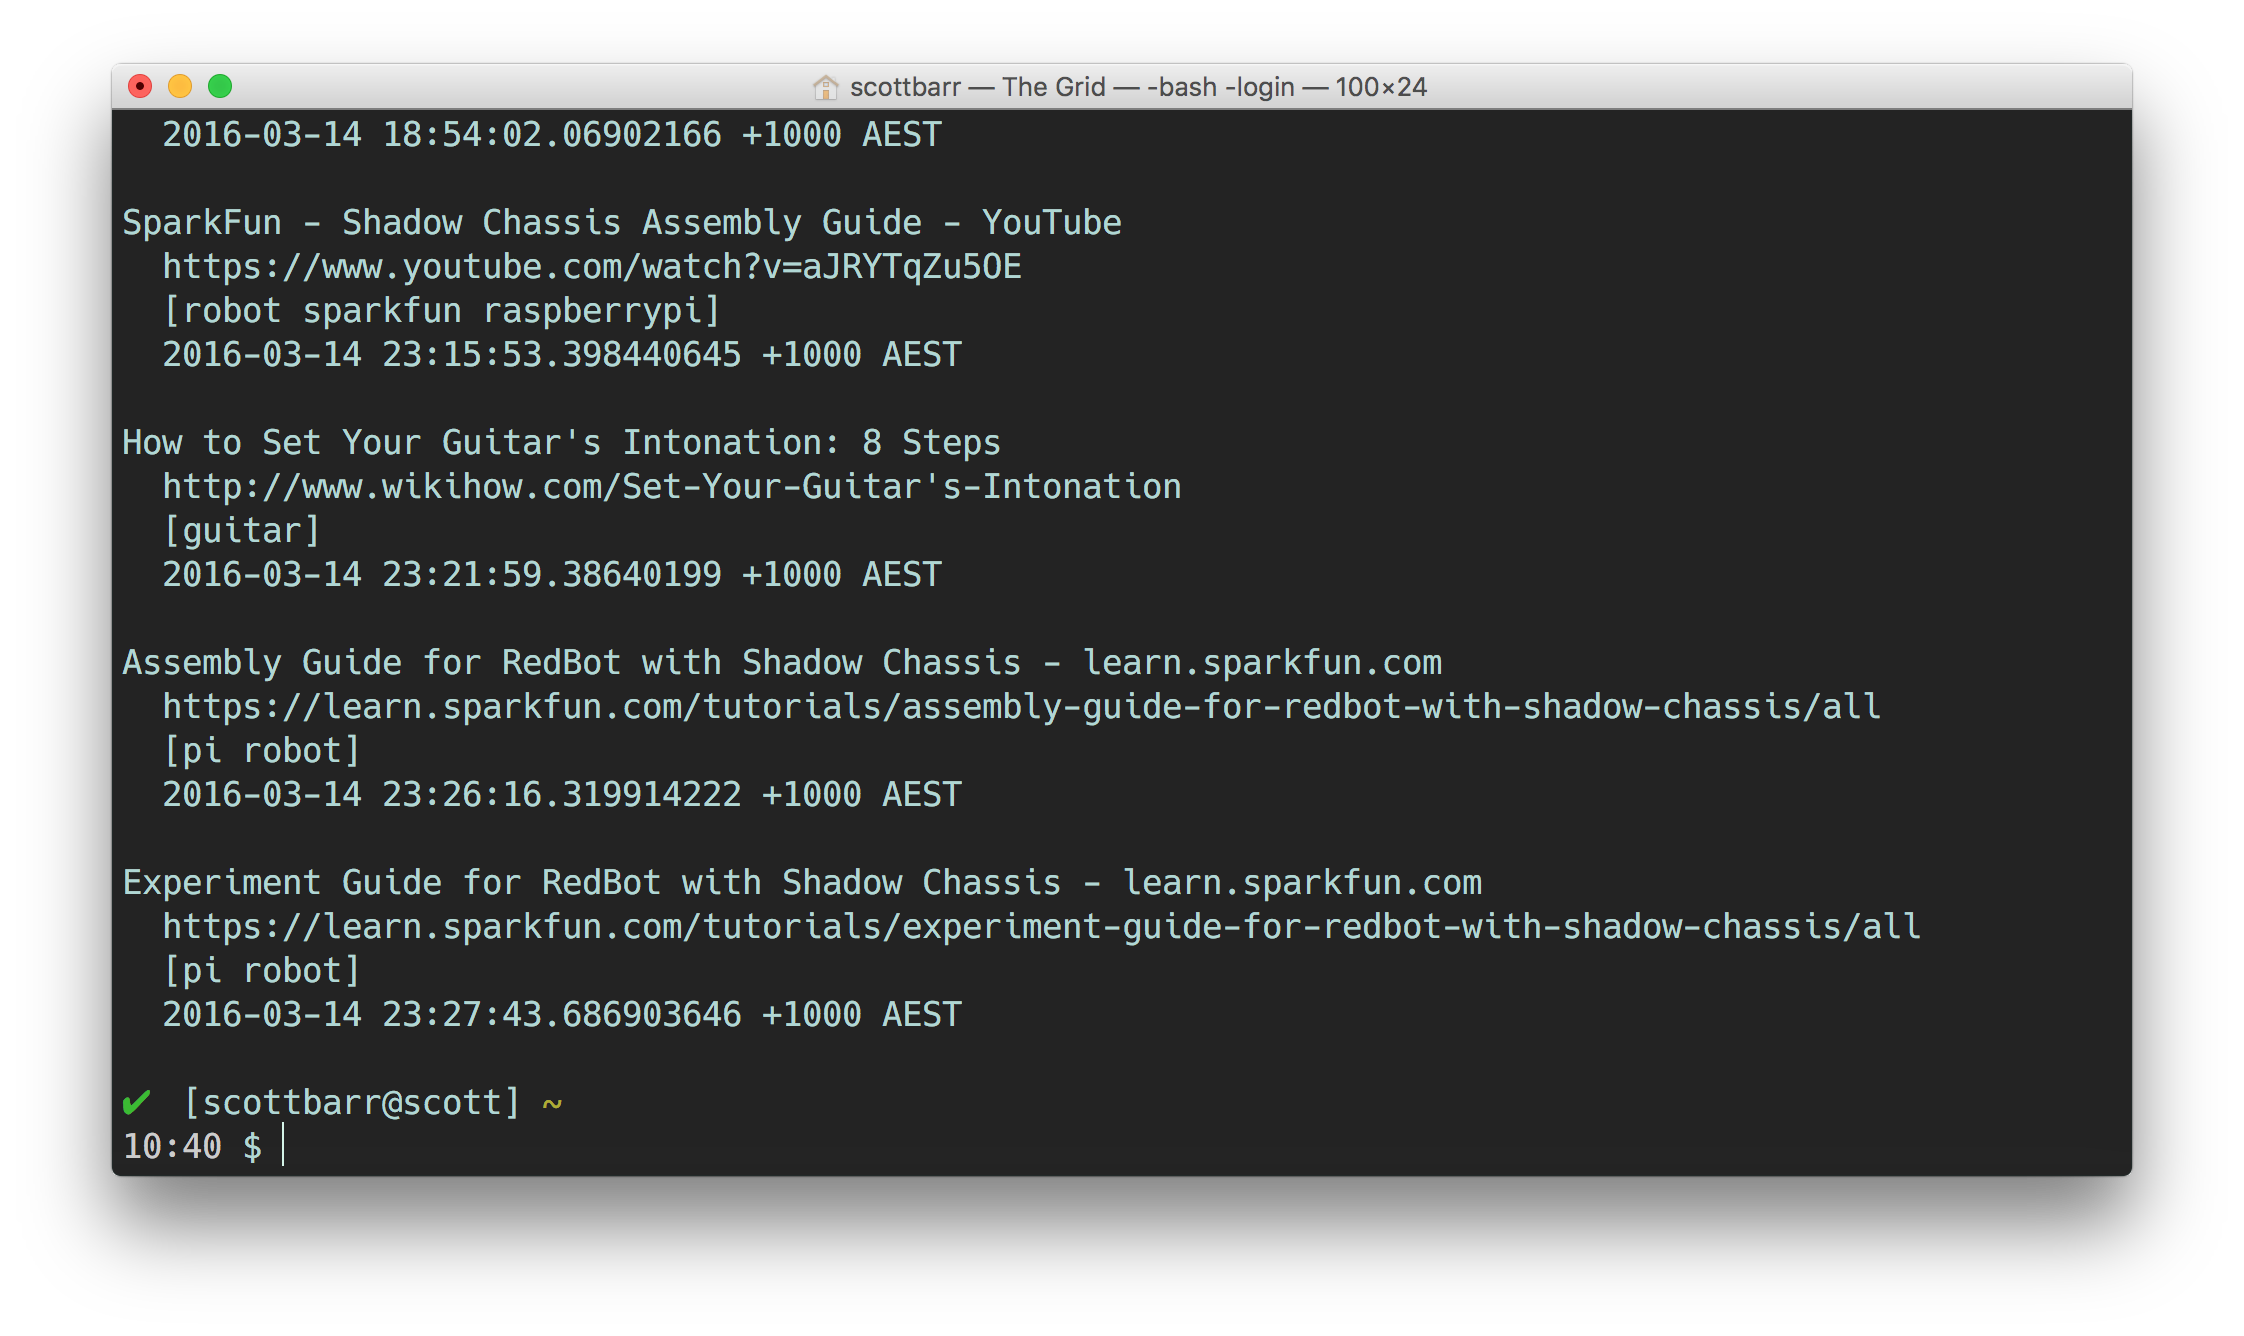 scottbarr — The Grid — -bash -login — 100×24
2016-03-14 18:54:02.06902166 +1000 AEST
SparkFun - Shadow Chassis Assembly Guide - YouTube
https://www.youtube.com/watch?v=aJRYTqZu5OE
[robot sparkfun raspberrypi]
2016-03-14 23:15:53.398440645 +1000 AEST
How to Set Your Guitar's Intonation: 8 Steps
http://www.wikihow.com/Set-Your-Guitar's-Intonation
[guitar]
2016-03-14 23:21:59.38640199 +1000 AEST
Assembly Guide for RedBot with Shadow Chassis - learn.sparkfun.com
https://learn.sparkfun.com/tutorials/assembly-guide-for-redbot-with-shadow-chassis/all
[pi robot]
2016-03-14 23:26:16.319914222 +1000 AEST
Experiment Guide for RedBot with Shadow Chassis - learn.sparkfun.com
https://learn.sparkfun.com/tutorials/experiment-guide-for-redbot-with-shadow-chassis/all
[pi robot]
2016-03-14 23:27:43.686903646 +1000 AEST
✔ [scottbarr@scott] ~
10:40 $